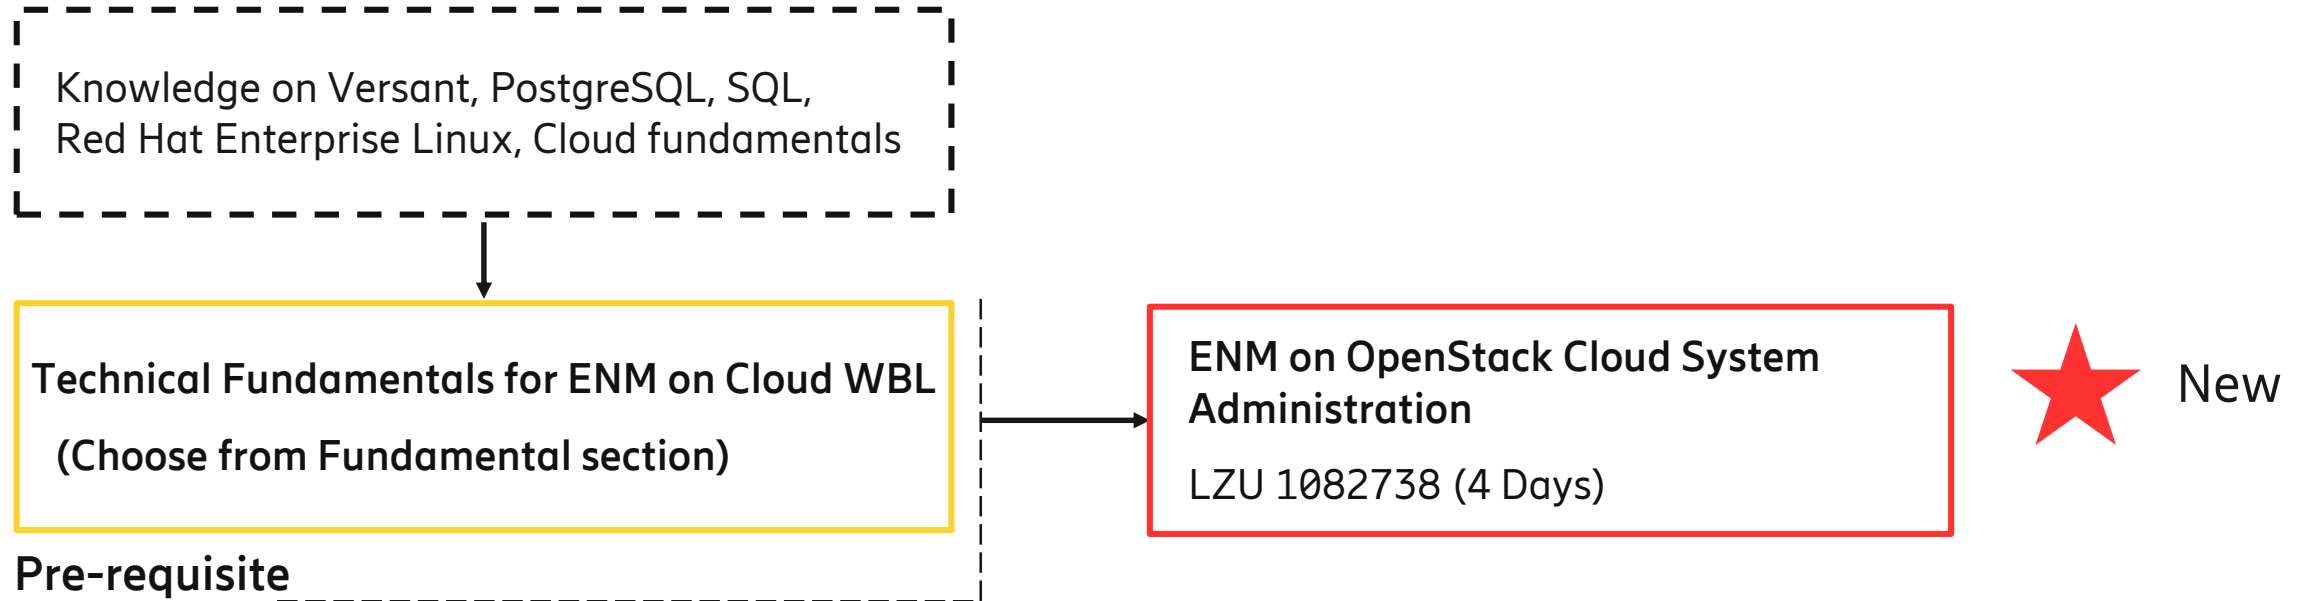 Knowledge on Versant, PostgreSQL, SQL,
Red Hat Enterprise Linux, Cloud fundamentals
Technical Fundamentals for ENM on Cloud WBL
(Choose from Fundamental section)
Pre-requisite
ENM on OpenStack Cloud System
Administration
LZU 1082738 (4 Days)
New